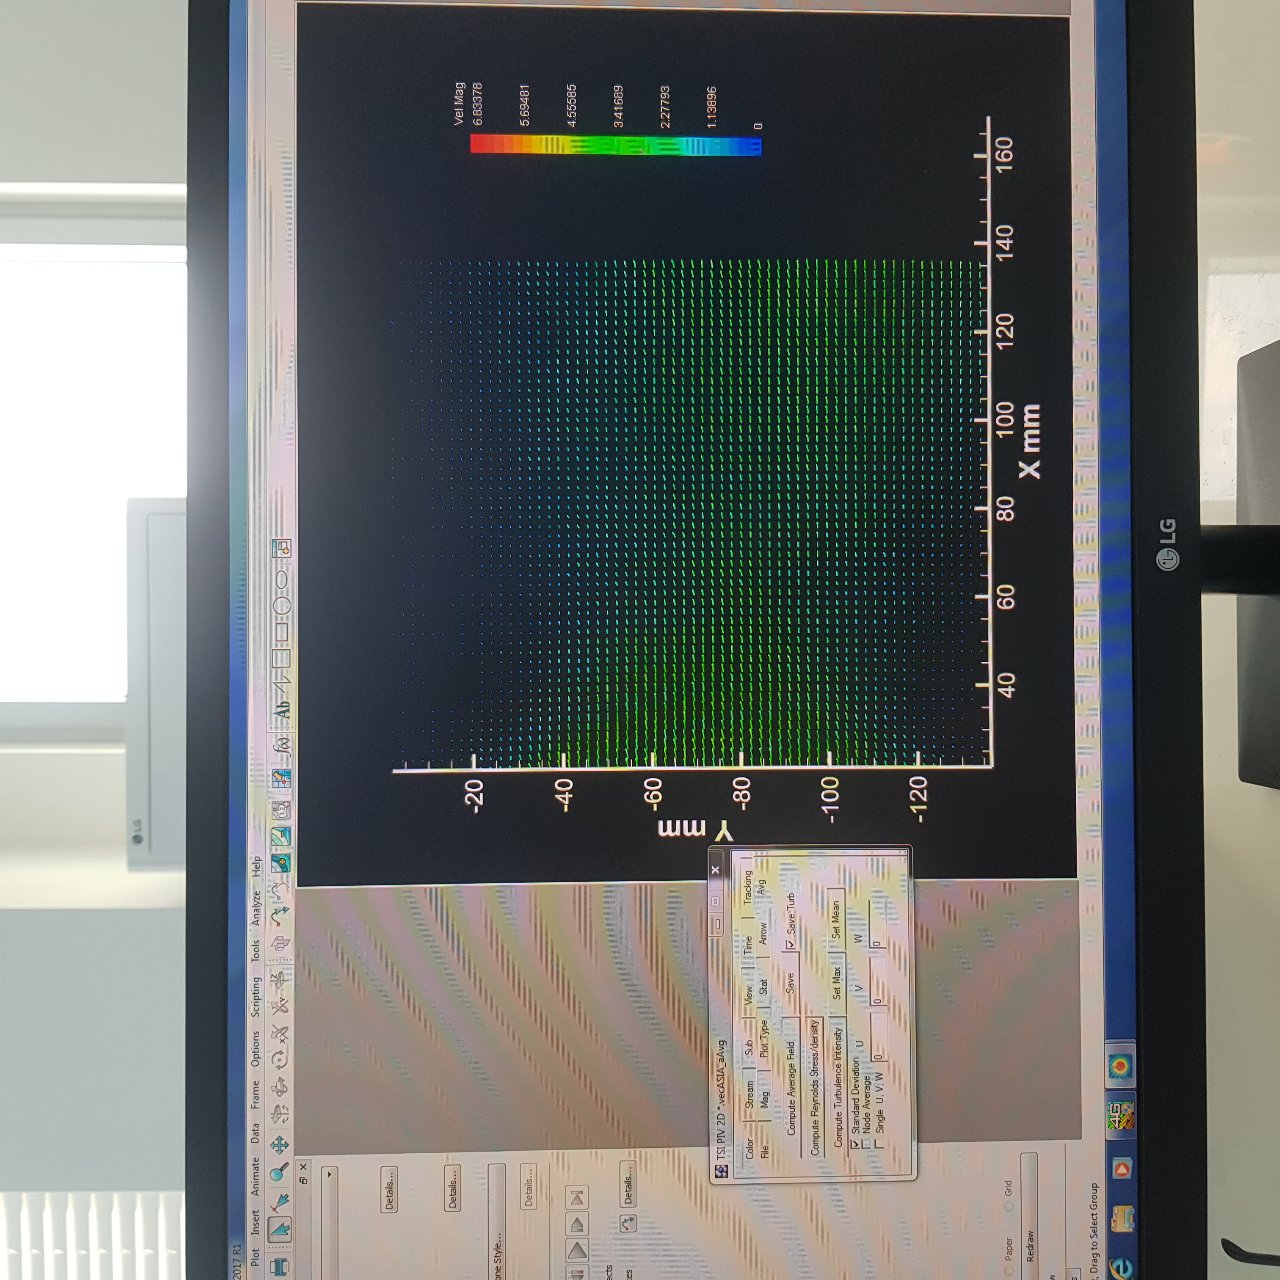 LG
2017 R1
Plot Insert Animate Data Frame Options Scripting Tools Analyze Help
Ab
Details...
Details...
one Style...
Details...
ects
es
Details...
TSI PIV 2D *.vecASIA_aAvg
Color Stream Sub View Time Tracking
File Msg Plot Type Stat Arrow Avg
Compute Average Field Save Save Turb
Compute Reynolds Stress/density
Compute Turbulence Intensity Set Max Set Mean
Standard Deviation
Node Average
U V W
Single U, V, W 0 0 0
Paper Grid
Redraw
w
s
t, Drag to Select Group
-20
-40
-60
-80
-100
-120
Y mm
40 60 80 100 120 140 160
X mm
Vel Mag
6.83378
5.69481
4.55585
3.41689
2.27793
1.13896
0
4G
LG